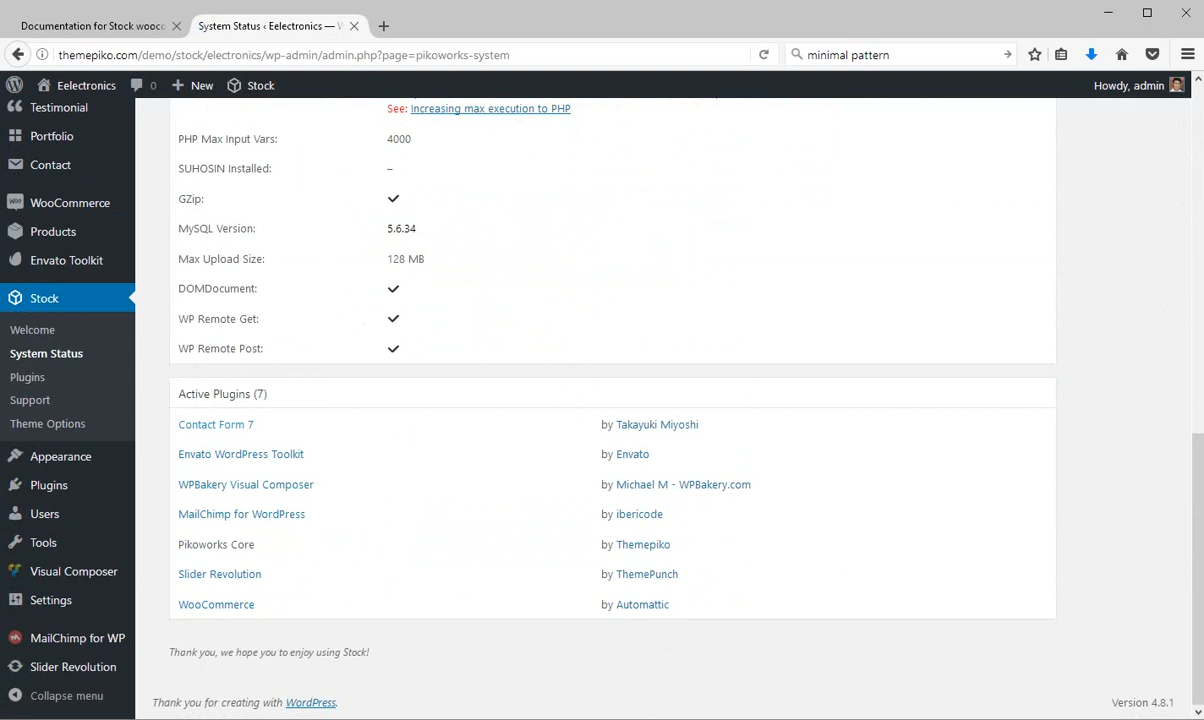 Documentation for Stock wooco
System Status ‹ Eelectronics — W
themepiko.com/demo/stock/electronics/wp-admin/admin.php?page=pikoworks-system
minimal pattern
Eelectronics
0
New
Stock
Howdy, admin
Testimonial
Portfolio
Contact
WooCommerce
Products
Envato Toolkit
Stock
Welcome
System Status
Plugins
Support
Theme Options
Appearance
Plugins
Users
Tools
Visual Composer
Settings
MailChimp for WP
Slider Revolution
Collapse menu
See: Increasing max execution to PHP
PHP Max Input Vars: 4000
SUHOSIN Installed: –
GZip: ✔
MySQL Version: 5.6.34
Max Upload Size: 128 MB
DOMDocument: ✔
WP Remote Get: ✔
WP Remote Post: ✔
Active Plugins (7)
Contact Form 7 by Takayuki Miyoshi
Envato WordPress Toolkit by Envato
WPBakery Visual Composer by Michael M - WPBakery.com
MailChimp for WordPress by ibericode
Pikoworks Core by Themepiko
Slider Revolution by ThemePunch
WooCommerce by Automattic
Thank you, we hope you to enjoy using Stock!
Thank you for creating with WordPress.
Version 4.8.1